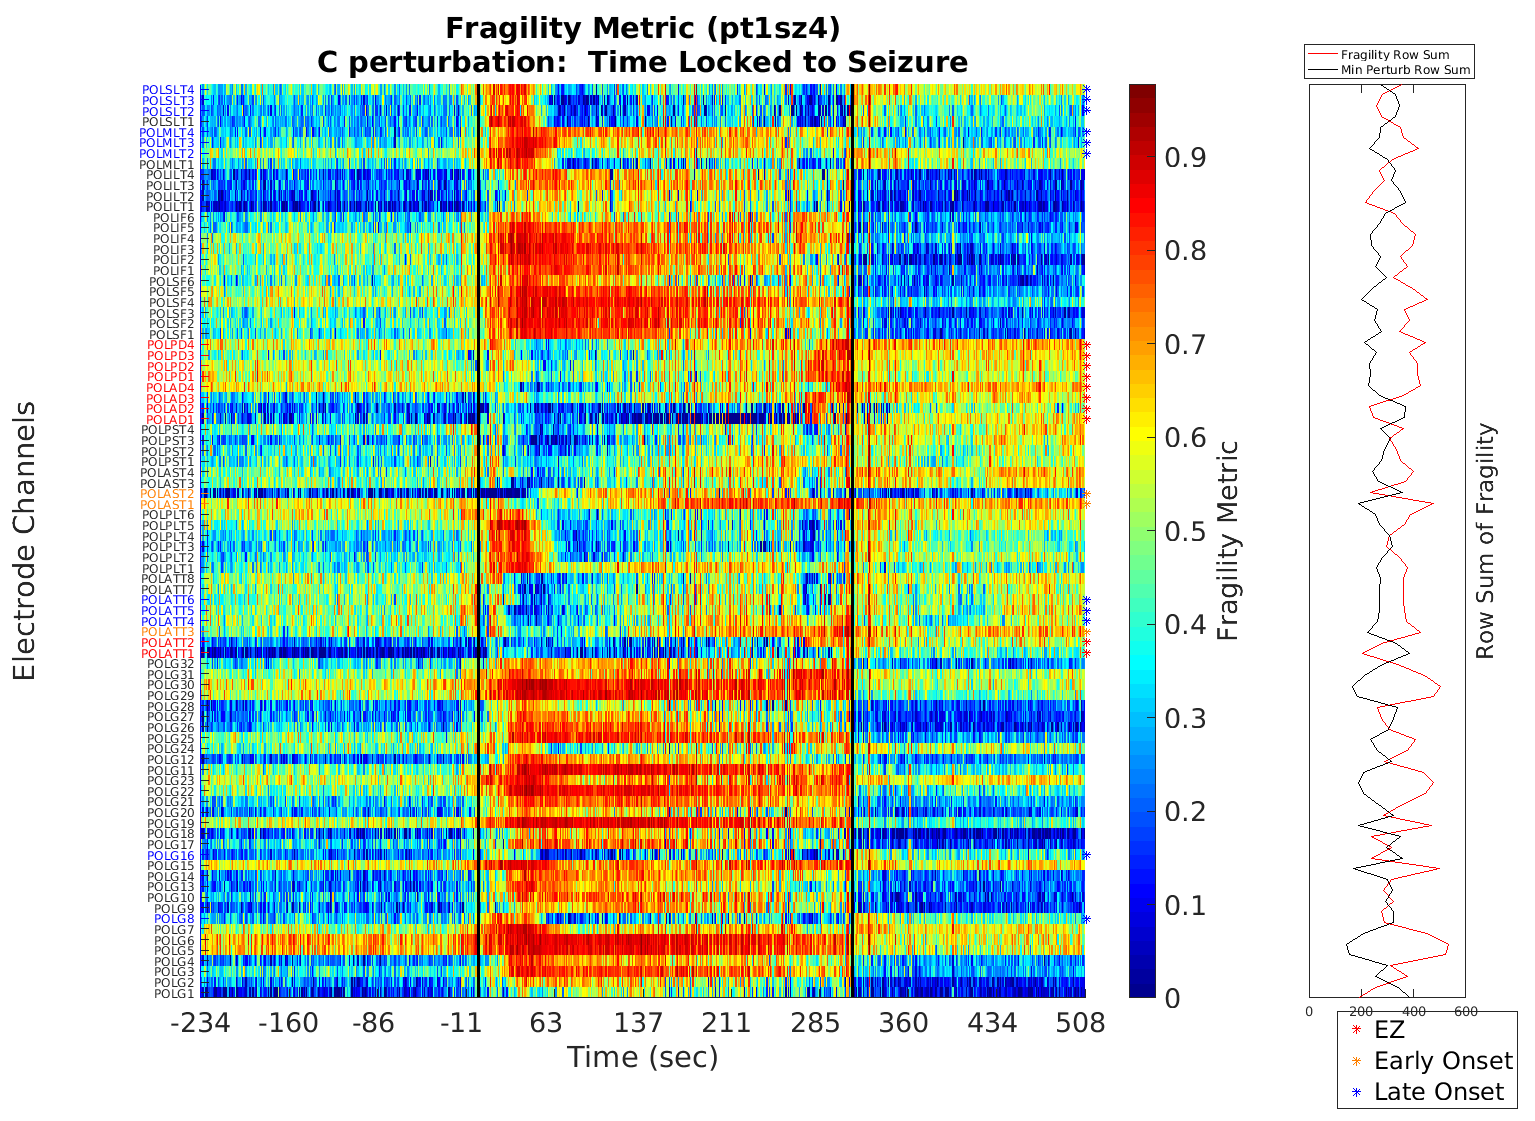 Fragility Metric (pt1sz4)
C perturbation:  Time Locked to Seizure
Electrode Channels
POLSLT4
POLSLT3
POLSLT2
POLSLT1
POLMLT4
POLMLT3
POLMLT2
POLMLT1
POLILT4
POLILT3
POLILT2
POLILT1
POLIF6
POLIF5
POLIF4
POLIF3
POLIF2
POLIF1
POLSF6
POLSF5
POLSF4
POLSF3
POLSF2
POLSF1
POLPD4
POLPD3
POLPD2
POLPD1
POLAD4
POLAD3
POLAD2
POLAD1
POLPST4
POLPST3
POLPST2
POLPST1
POLAST4
POLAST3
POLAST2
POLAST1
POLPLT6
POLPLT5
POLPLT4
POLPLT3
POLPLT2
POLPLT1
POLATT8
POLATT7
POLATT6
POLATT5
POLATT4
POLATT3
POLATT2
POLATT1
POLG32
POLG31
POLG30
POLG29
POLG28
POLG27
POLG26
POLG25
POLG24
POLG12
POLG11
POLG23
POLG22
POLG21
POLG20
POLG19
POLG18
POLG17
POLG16
POLG15
POLG14
POLG13
POLG10
POLG9
POLG8
POLG7
POLG6
POLG5
POLG4
POLG3
POLG2
POLG1
-234 -160 -86 -11 63 137 211 285 360 434 508
Time (sec)
0.9
0.8
0.7
0.6
0.5
0.4
0.3
0.2
0.1
0
Fragility Metric
Fragility Row Sum
Min Perturb Row Sum
0 200 400 600
Row Sum of Fragility
EZ
Early Onset
Late Onset